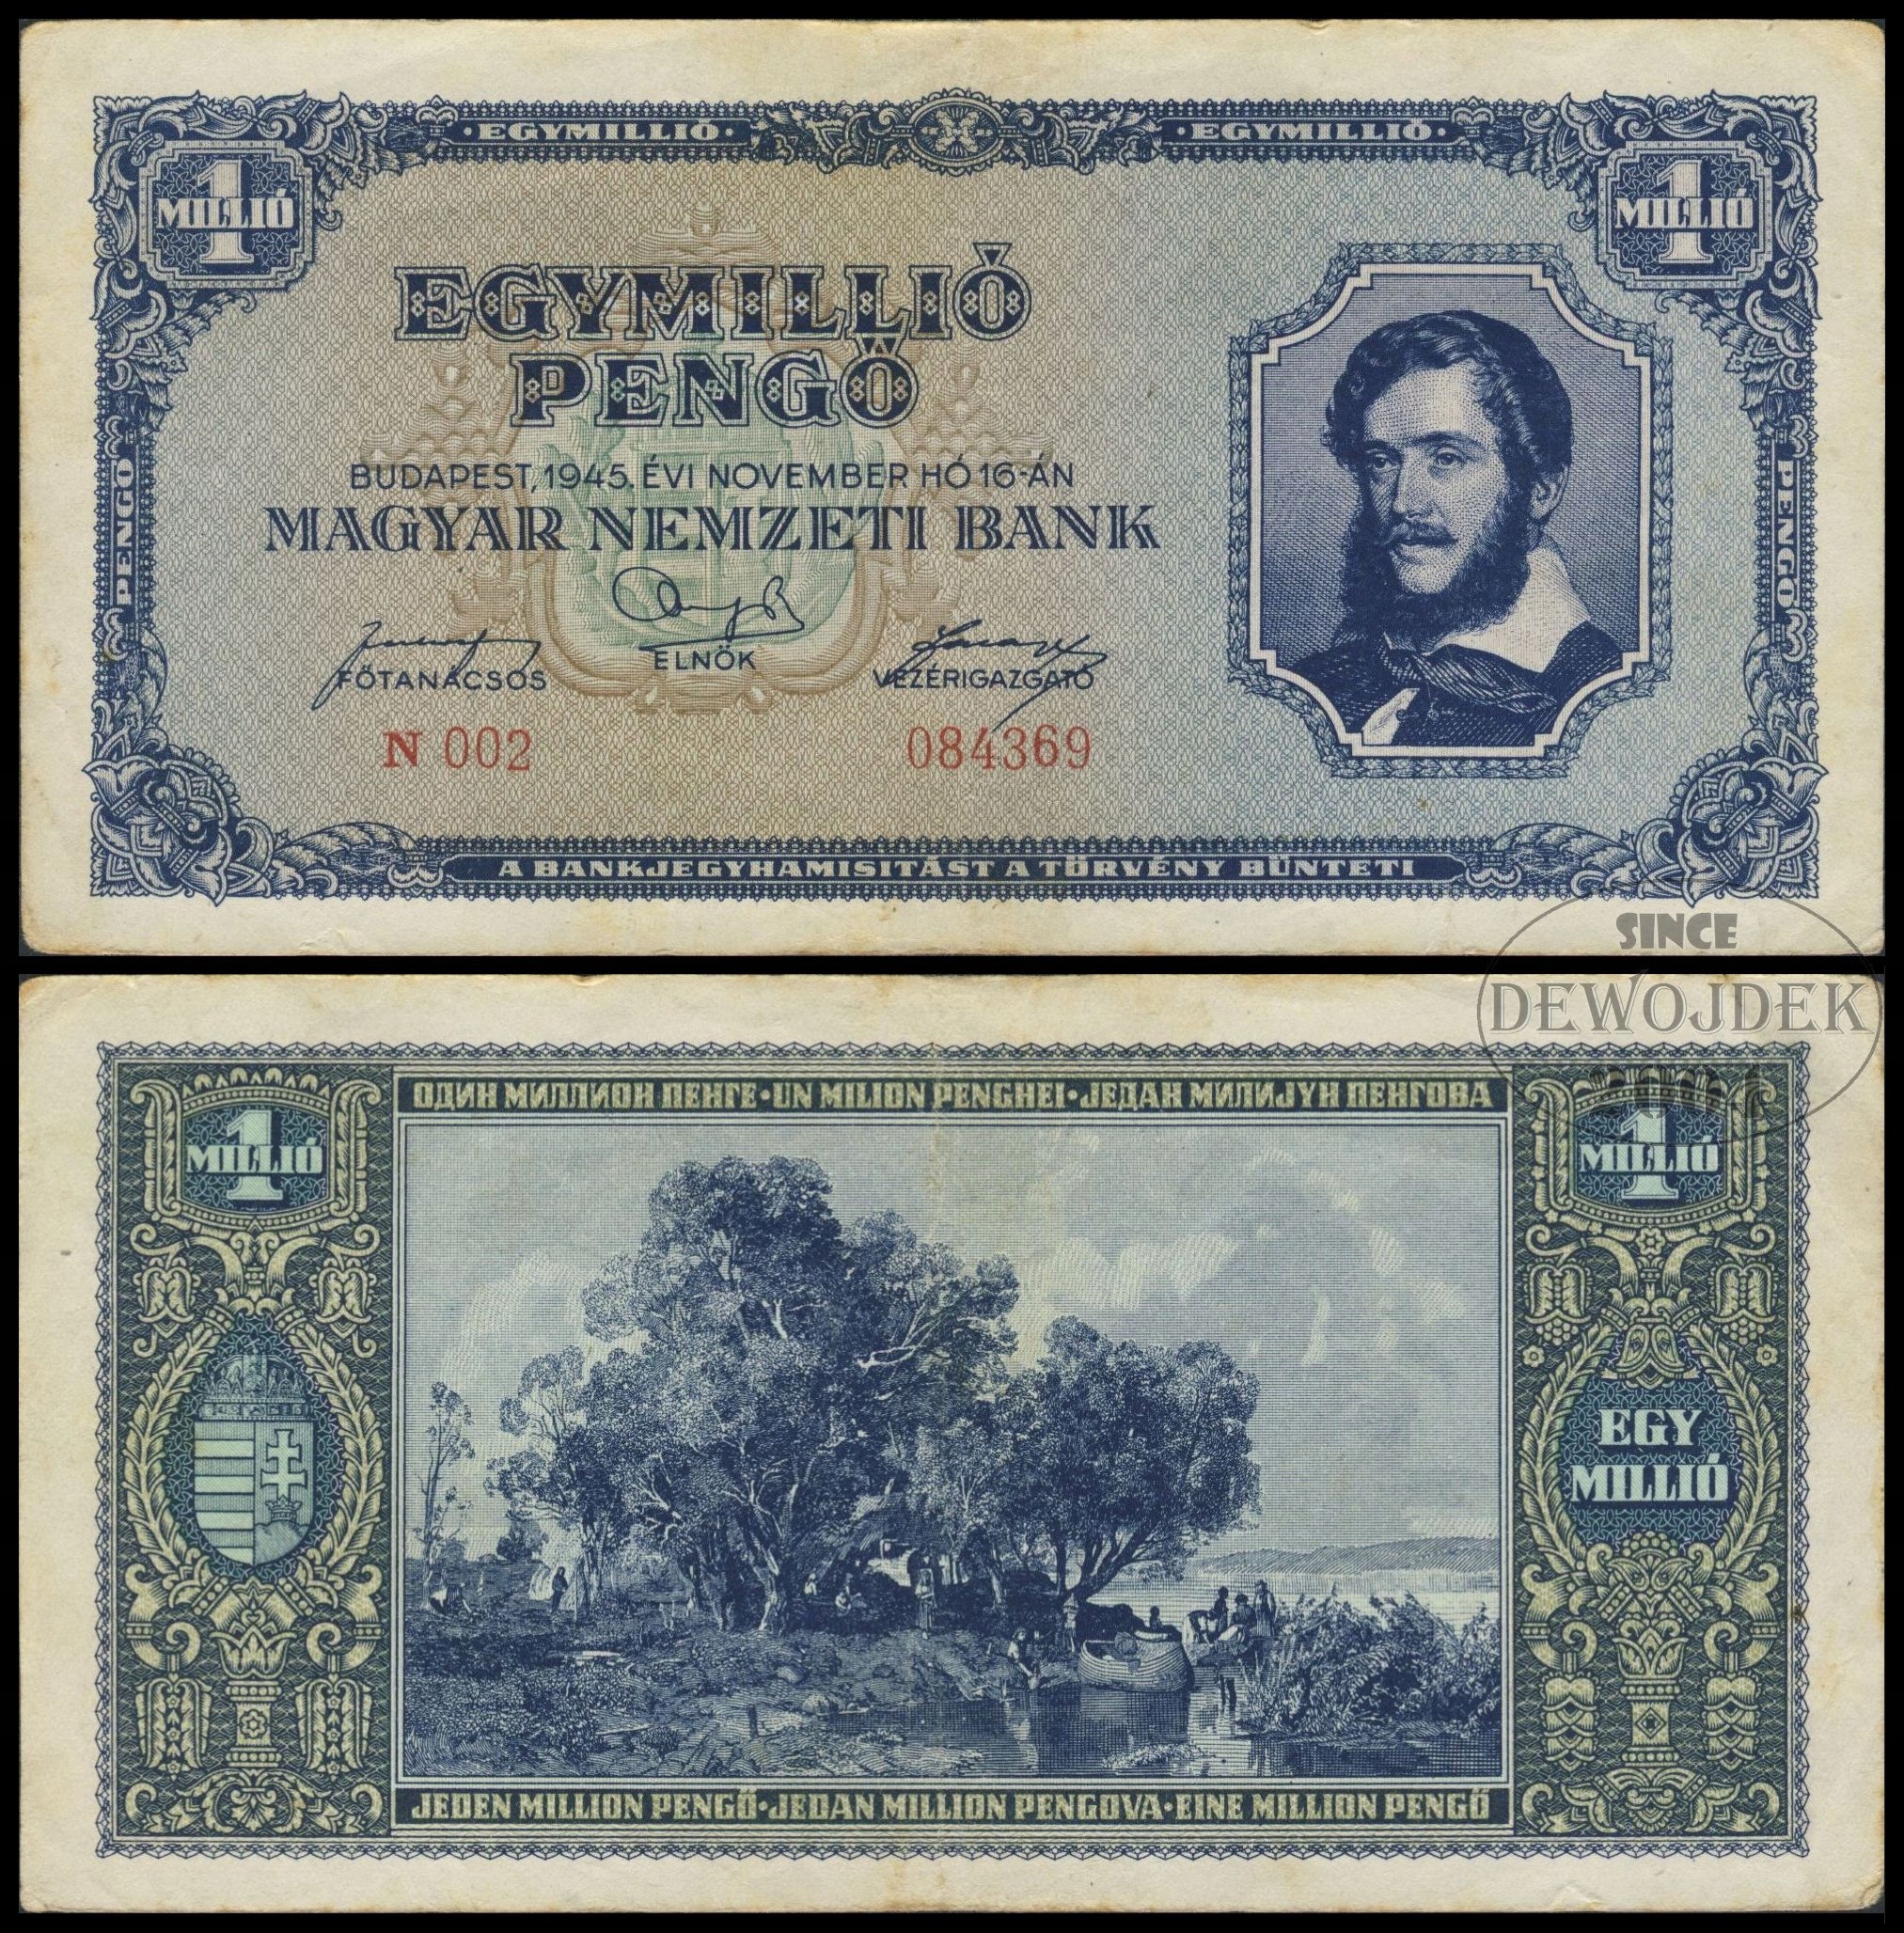 ·EGYMILLIÓ· ·EGYMILLIÓ·
1 MILLIÓ
1 MILLIÓ
EGYMILLIÓ
PENGŐ
BUDAPEST, 1945. ÉVI NOVEMBER HÓ 16-ÁN
MAGYAR NEMZETI BANK
FŐTANÁCSOS
ELNÖK
VEZÉRIGAZGATÓ
PENGŐ
PENGŐ
N 002
084369
A BANKJEGYHAMISITÁST A TÖRVÉNY BÜNTETI
SINCE
DEWOJDEK
ОДИН МИЛЛИОН ПЕНГЕ·UN MILION PENGHEI·ЈЕДАН МИЛИЈУН ПЕНГОВА
1 MILLIÓ
1 MILLIÓ
EGY
MILLIÓ
JEDEN MILLION PENGŐ·JEDAN MILLION PENGOVA·EINE MILLION PENGŐ